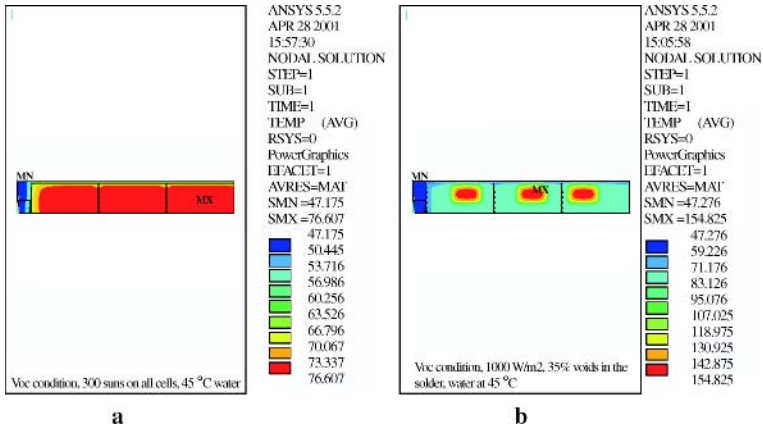 ANSYS 5.5.2
APR 28 2001
15:57:30
NODAL SOLUTION
STEP=1
SUB=1
TIME=1
TEMP (AVG)
RSYS=0
PowerGraphics
EFACET=1
AVRES=MAT
SMN =47.175
SMX =76.607
47.175
50.445
53.716
56.986
60.256
63.526
66.796
70.067
73.337
76.607
MN
MX
Voc condition, 300 suns on all cells, 45 °C water
a
ANSYS 5.5.2
APR 28 2001
15:05:58
NODAL SOLUTION
STEP=1
SUB=1
TIME=1
TEMP (AVG)
RSYS=0
PowerGraphics
EFACET=1
AVRES=MAT
SMN =47.276
SMX =154.825
47.276
59.226
71.176
83.126
95.076
107.025
118.975
130.925
142.875
154.825
MN
MX
Voc condition, 1000 W/m2, 35% voids in the
solder, water at 45 °C
b